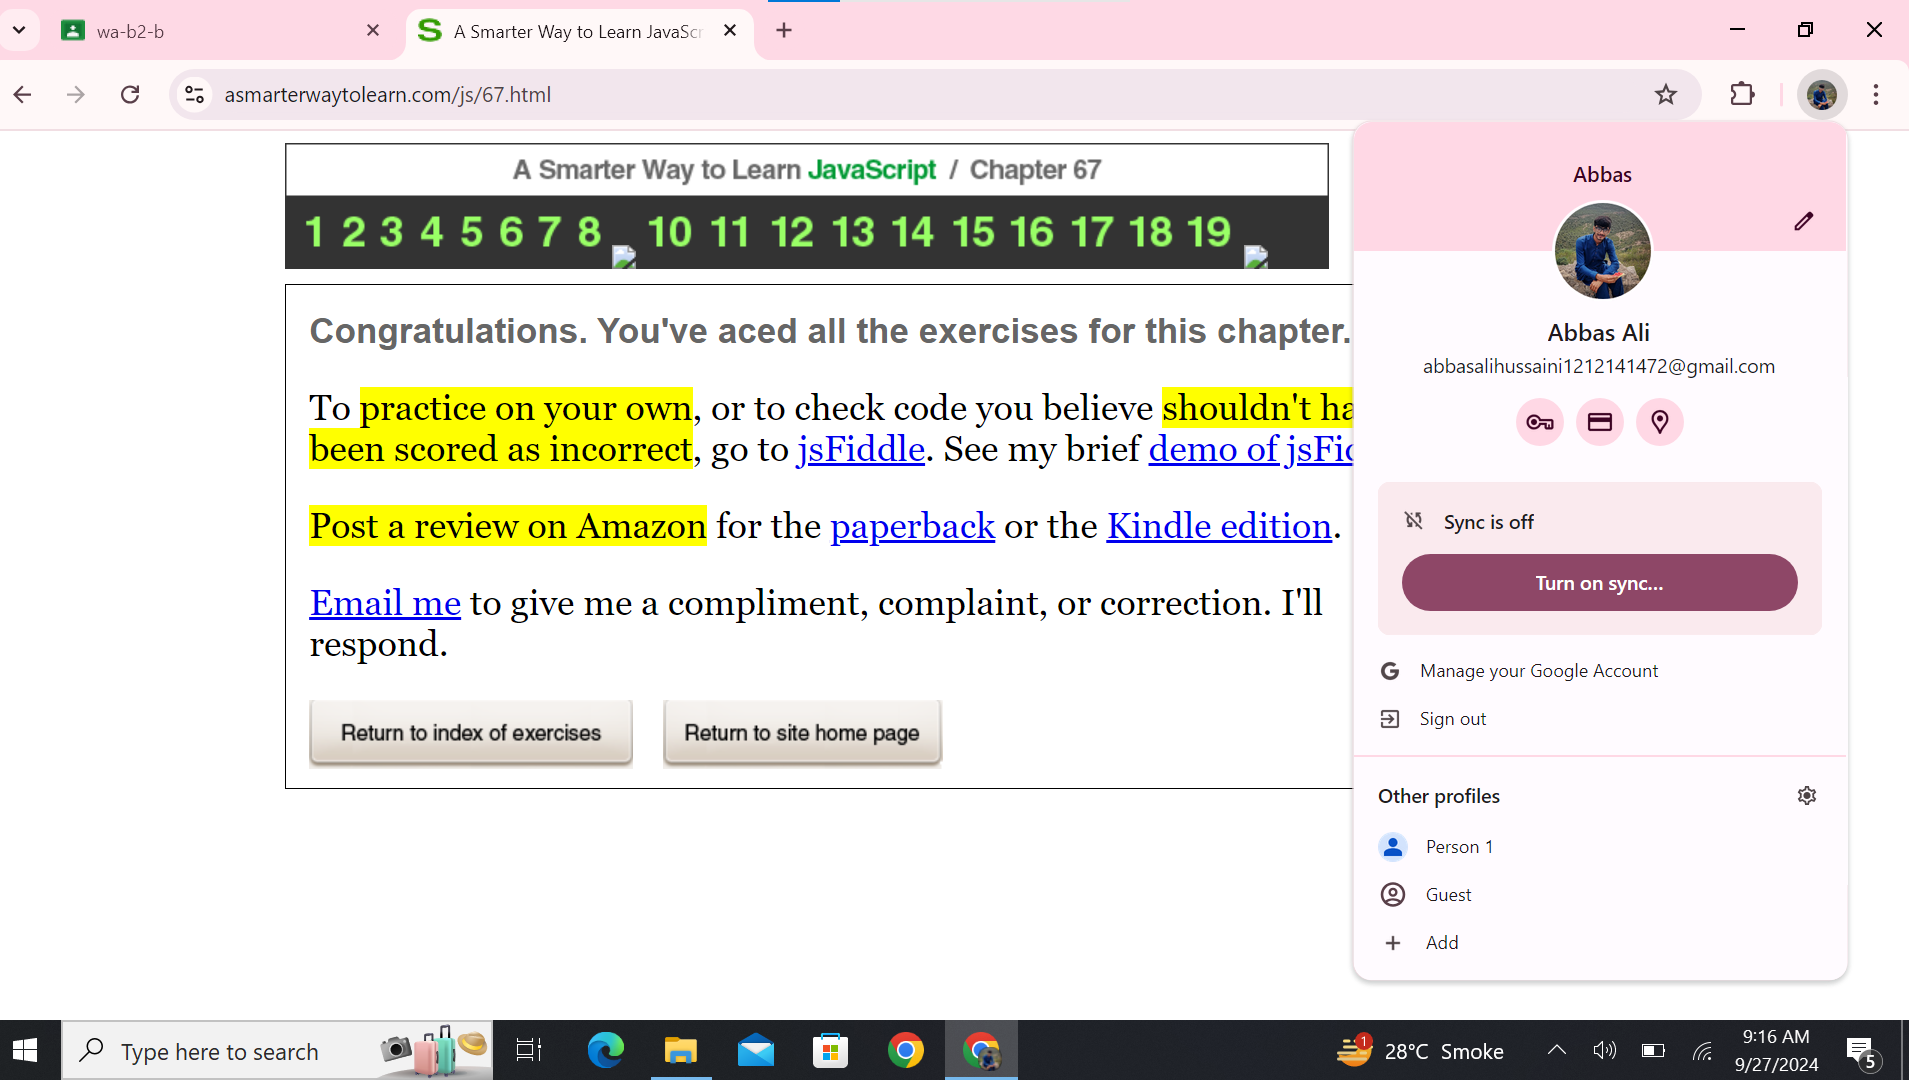 wa-b2-b
A Smarter Way to Learn JavaScr
asmarterwaytolearn.com/js/67.html
A Smarter Way to Learn JavaScript / Chapter 67
1 2 3 4 5 6 7 8 10 11 12 13 14 15 16 17 18 19
Congratulations. You've aced all the exercises for this chapter.
To practice on your own, or to check code you believe shouldn't ha
been scored as incorrect, go to jsFiddle. See my brief demo of jsFid
Post a review on Amazon for the paperback or the Kindle edition.
Email me to give me a compliment, complaint, or correction. I'll
respond.
Return to index of exercises Return to site home page
Abbas
Abbas Ali
abbasalihussaini1212141472@gmail.com
Sync is off
Turn on sync...
Manage your Google Account
Sign out
Other profiles
Person 1
Guest
Add
Type here to search
1
28°C Smoke
9:16 AM
9/27/2024
5